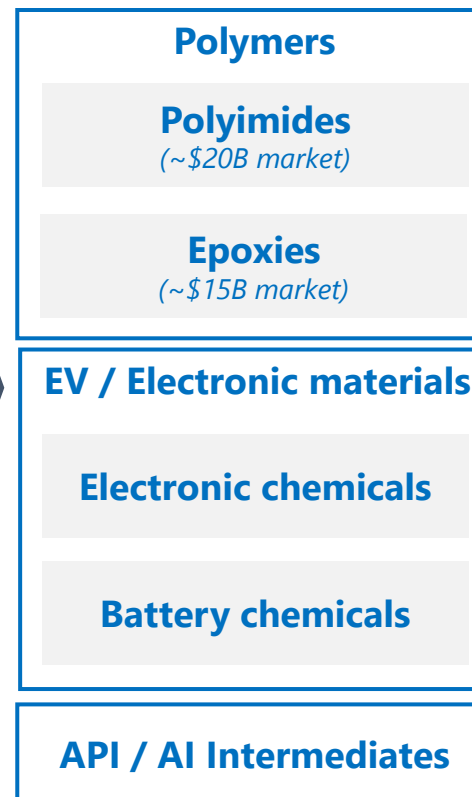 Polymers
Polyimides
(~$20B market)
Epoxies
(~$15B market)
EV / Electronic materials
Electronic chemicals
Battery chemicals
API / AI Intermediates